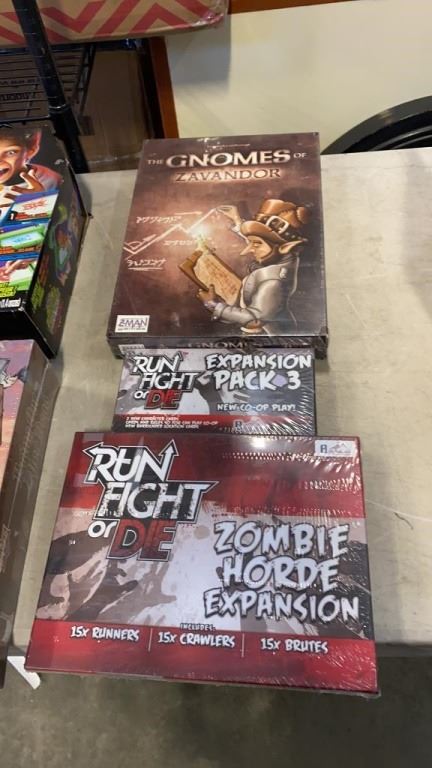 THE GNOMES OF
ZAVANDOR
Z-MAN
GNOMES
RUN
FIGHT
or DIE
EXPANSION
PACK 3
NEW CO-OP PLAY!
RUN
FIGHT
or DIE
ZOMBIE
HORDE
EXPANSION
INCLUDES:
15X RUNNERS
15X CRAWLERS
15X BRUTES